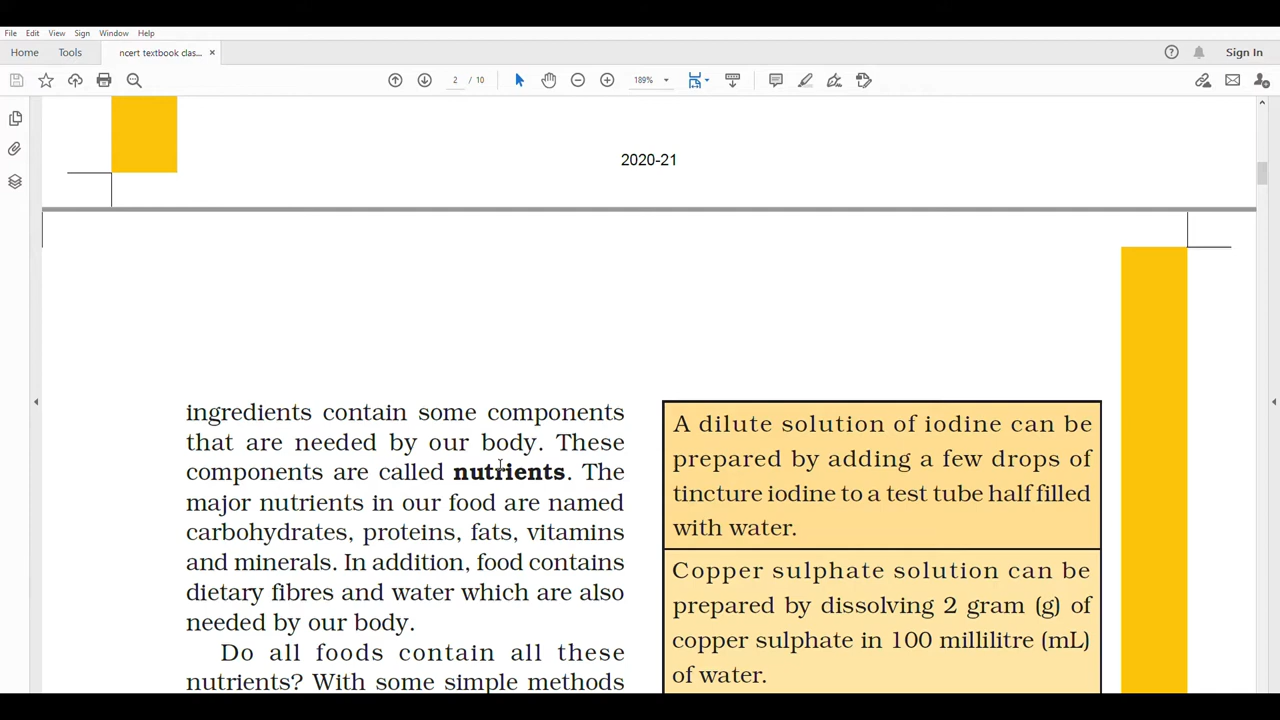 File Edit View Sign Window Help
Home Tools ncert textbook clas... × Sign In
2 / 10 189%
2020-21
ingredients contain some components
that are needed by our body. These
components are called nutrients. The
major nutrients in our food are named
carbohydrates, proteins, fats, vitamins
and minerals. In addition, food contains
dietary fibres and water which are also
needed by our body.
Do all foods contain all these
nutrients? With some simple methods
A dilute solution of iodine can be
prepared by adding a few drops of
tincture iodine to a test tube half filled
with water.
Copper sulphate solution can be
prepared by dissolving 2 gram (g) of
copper sulphate in 100 millilitre (mL)
of water.